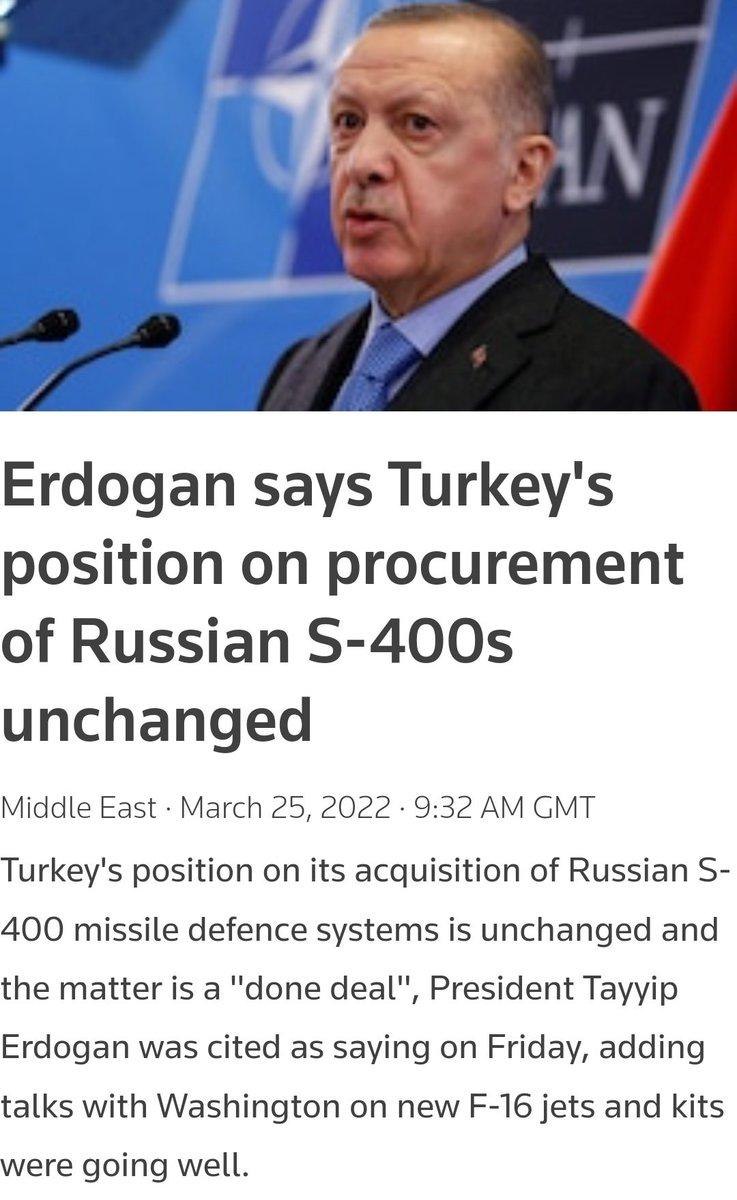 AN
Erdogan says Turkey's
position on procurement
of Russian S-400s
unchanged
Middle East · March 25, 2022 · 9:32 AM GMT
Turkey's position on its acquisition of Russian S-
400 missile defence systems is unchanged and
the matter is a "done deal", President Tayyip
Erdogan was cited as saying on Friday, adding
talks with Washington on new F-16 jets and kits
were going well.